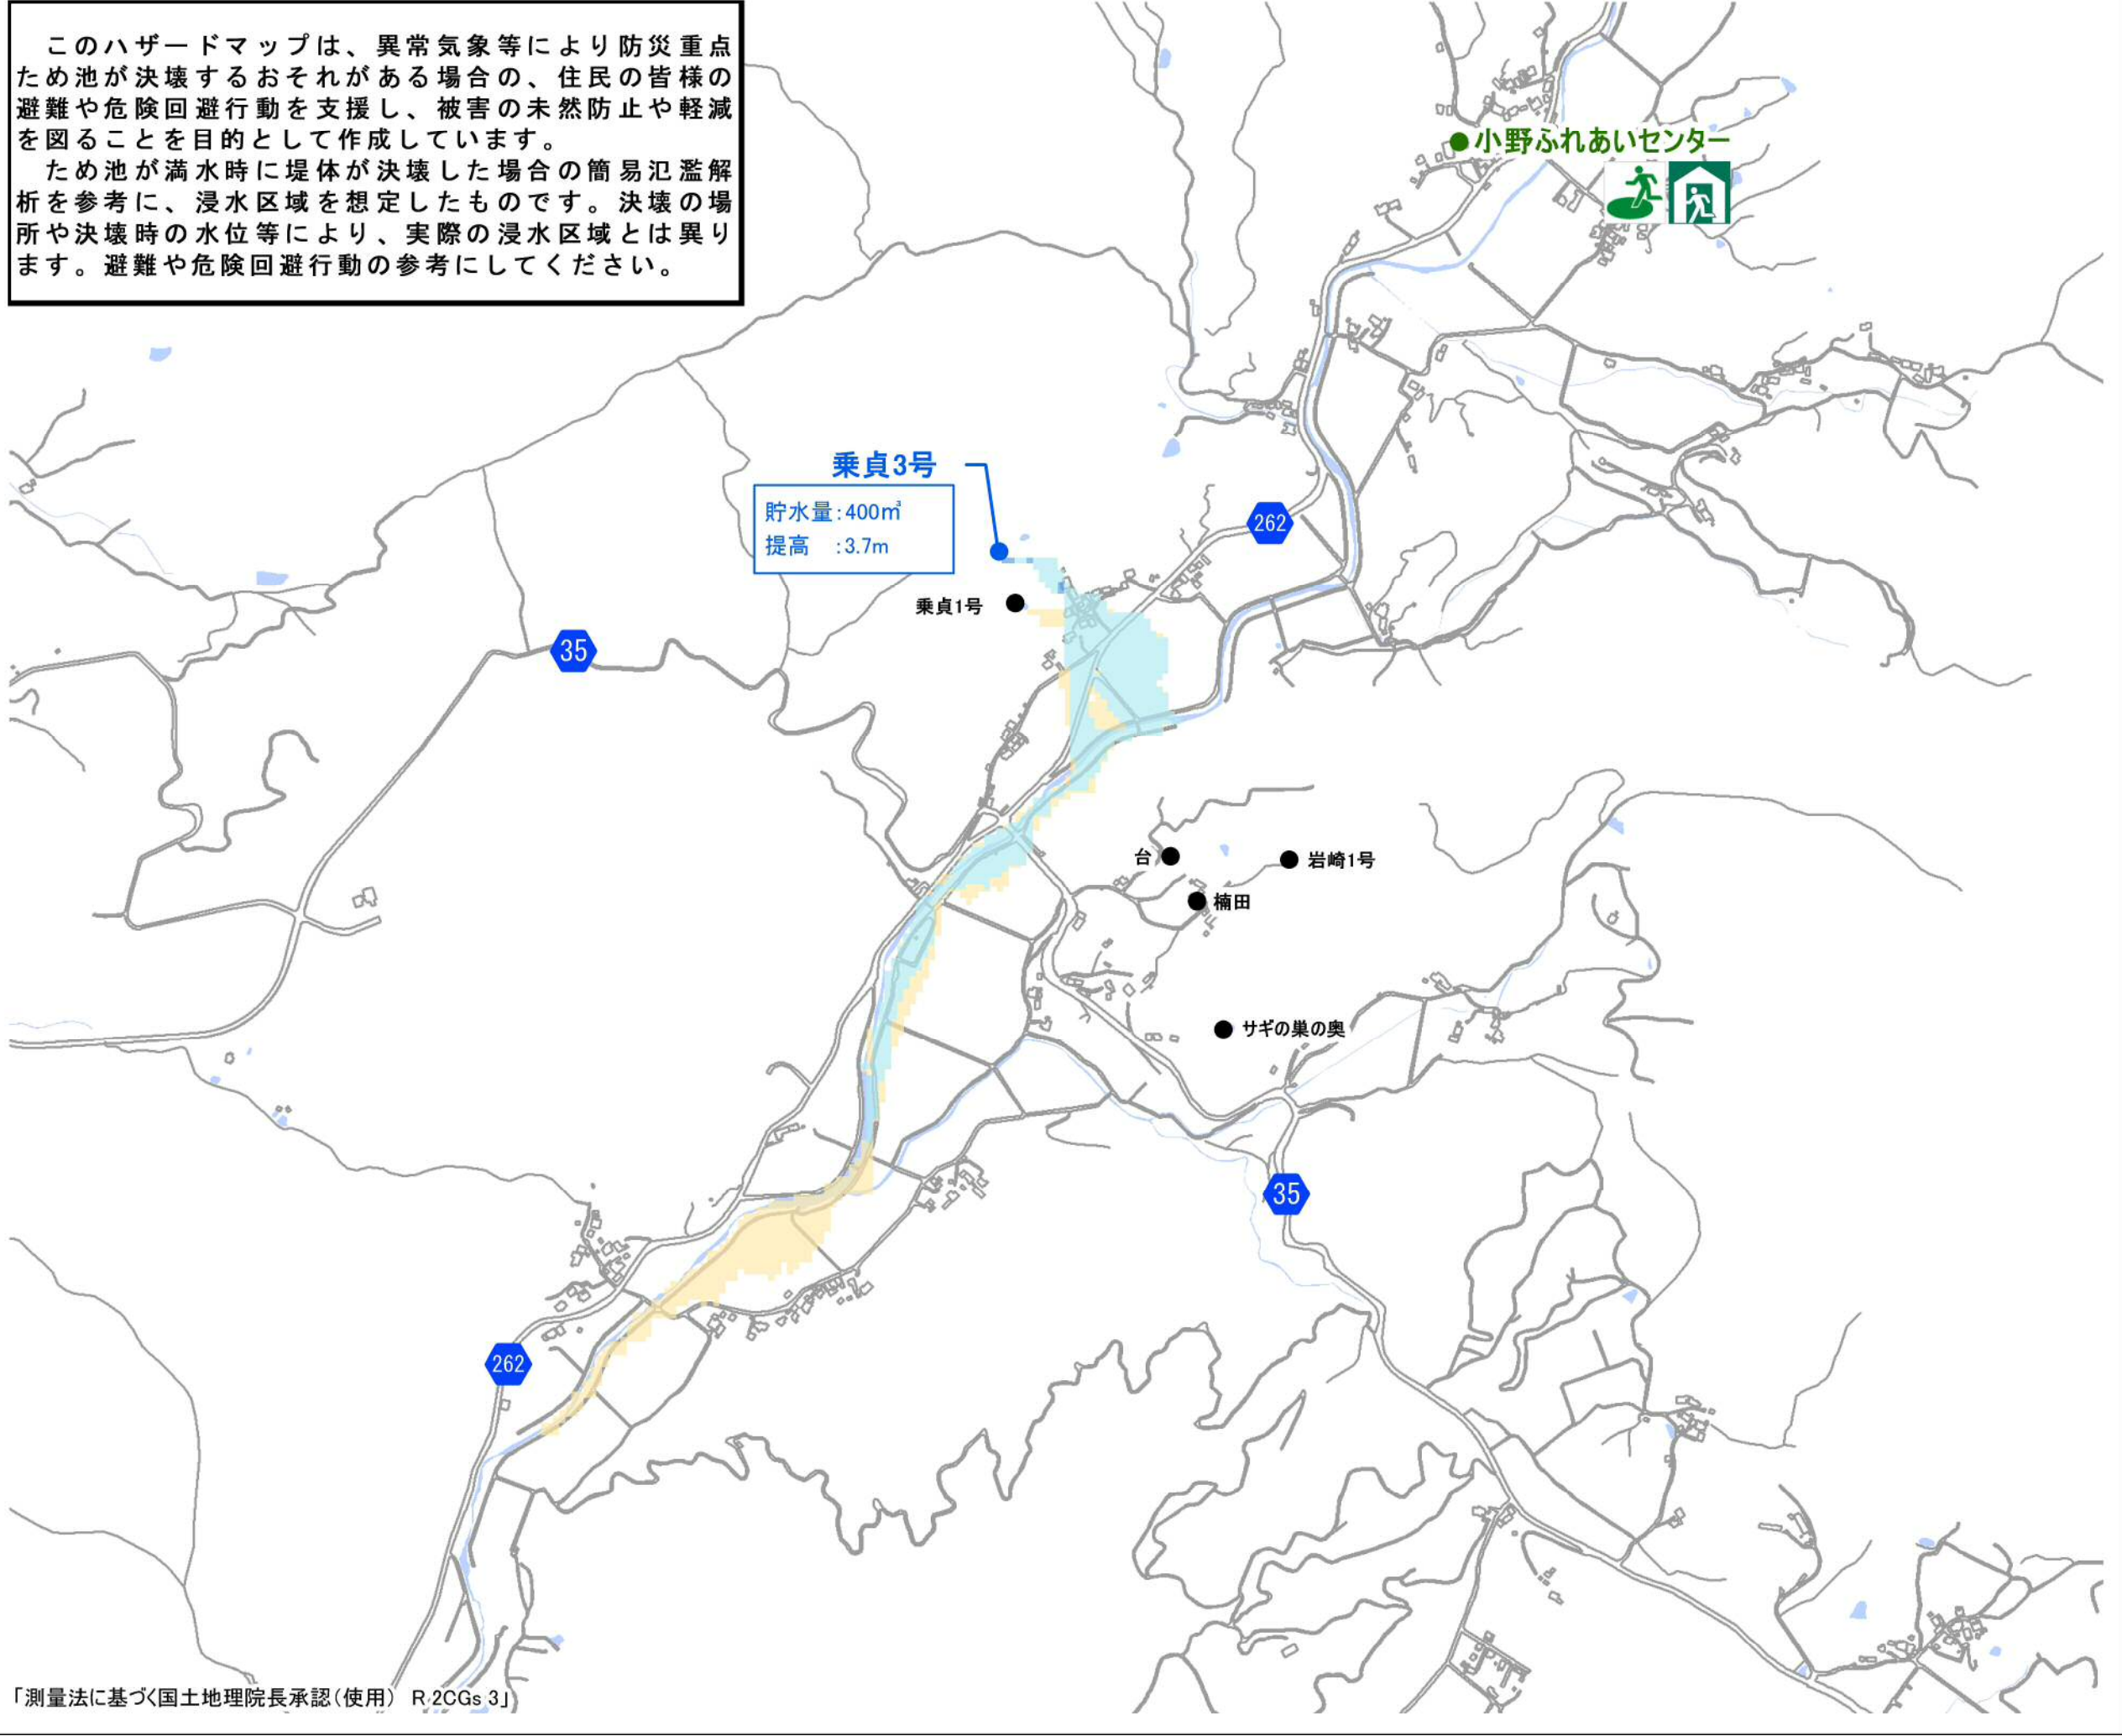 このハザードマップは、異常気象等により防災重点
ため池が決壊するおそれがある場合の、住民の皆様の
避難や危険回避行動を支援し、被害の未然防止や軽減
を図ることを目的として作成しています。
ため池が満水時に堤体が決壊した場合の簡易氾濫解
析を参考に、浸水区域を想定したものです。決壊の場
所や決壊時の水位等により、実際の浸水区域とは異り
ます。避難や危険回避行動の参考にしてください。
小野ふれあいセンター
乗貞3号
貯水量:400㎥
提高 :3.7m
262
乗貞1号
35
台
岩崎1号
楠田
サギの巣の奥
35
262
「測量法に基づく国土地理院長承認(使用) R 2CGs 3」